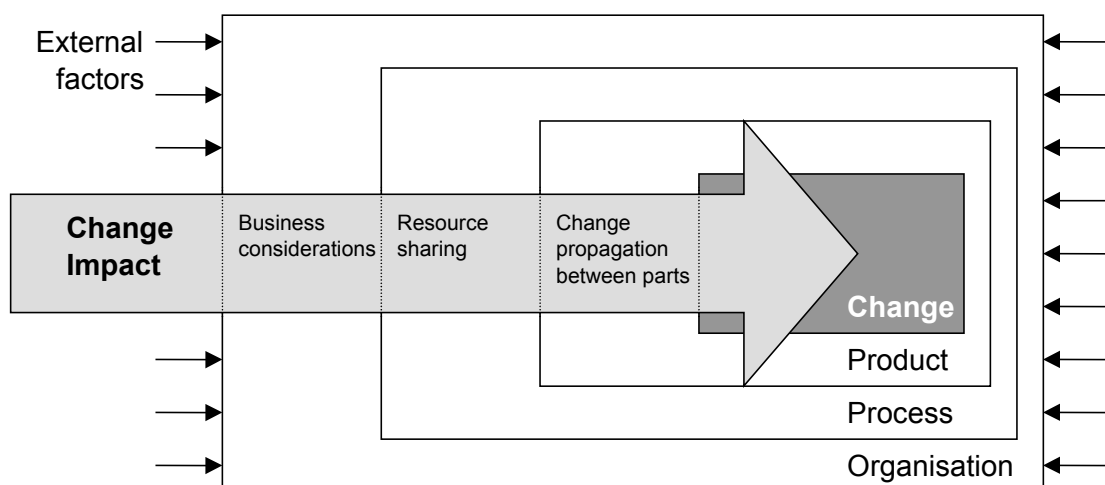 External
factors
Change
Impact
Business
considerations
Resource
sharing
Change
propagation
between parts
Change
Product
Process
Organisation